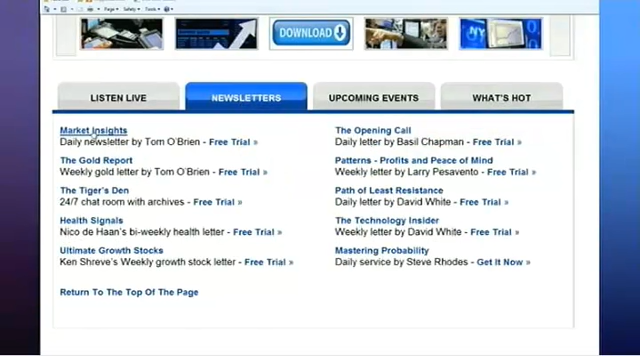 Page Safety Tools
DOWNLOAD
LISTEN LIVE
NEWSLETTERS
UPCOMING EVENTS
WHAT'S HOT
Market Insights
Daily newsletter by Tom O'Brien - Free Trial »
The Gold Report
Weekly gold letter by Tom O'Brien - Free Trial »
The Tiger's Den
24/7 chat room with archives - Free Trial »
Health Signals
Nico de Haan's bi-weekly health letter - Free Trial »
Ultimate Growth Stocks
Ken Shreve's Weekly growth stock letter - Free Trial »
Return To The Top Of The Page
The Opening Call
Daily letter by Basil Chapman - Free Trial »
Patterns - Profits and Peace of Mind
Weekly letter by Larry Pesavento - Free Trial »
Path of Least Resistance
Daily letter by David White - Free Trial »
The Technology Insider
Weekly letter by David White - Free Trial »
Mastering Probability
Daily service by Steve Rhodes - Get It Now »